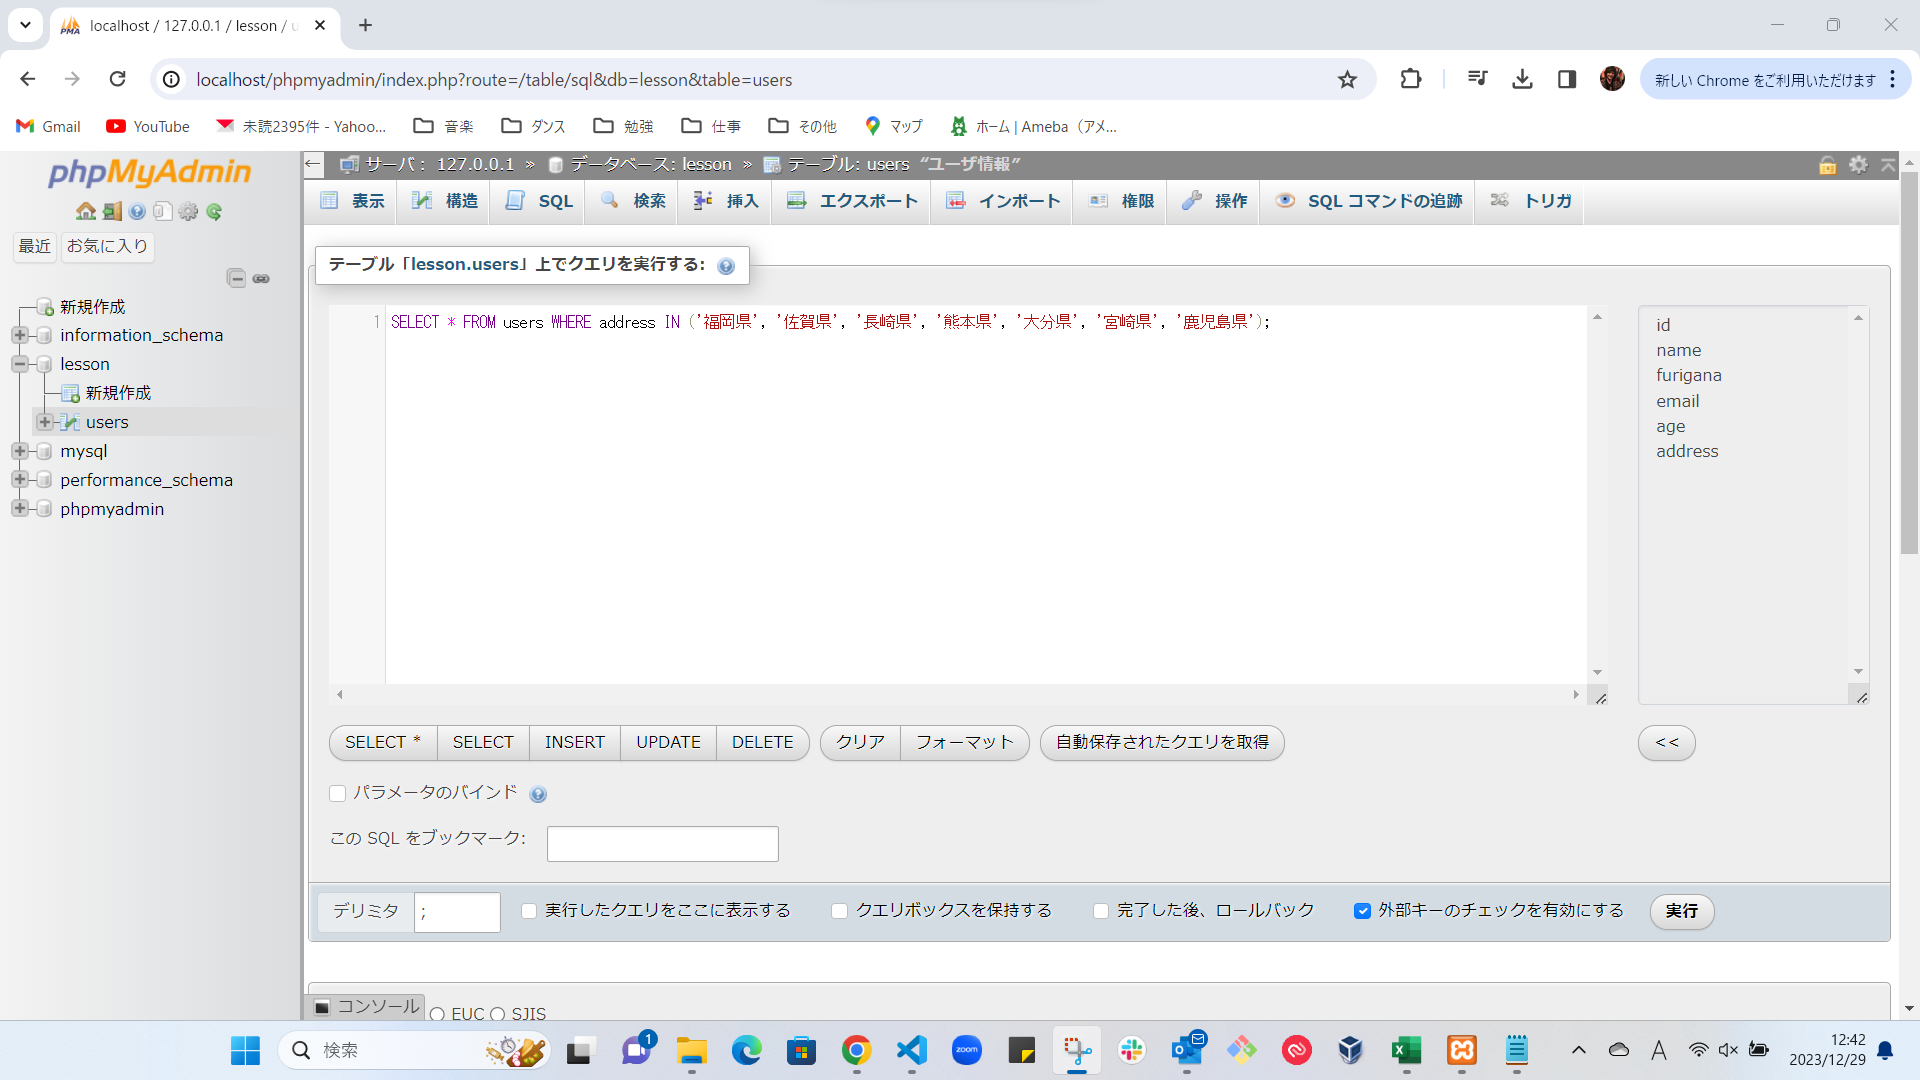 localhost / 127.0.0.1 / lesson / u
localhost/phpmyadmin/index.php?route=/table/sql&db=lesson&table=users
新しい Chrome をご利用いただけます
Gmail
YouTube
未読2395件 - Yahoo...
音楽
ダンス
勉強
仕事
その他
マップ
ホーム | Ameba（アメ...
phpMyAdmin
最近
お気に入り
新規作成
information_schema
lesson
新規作成
users
mysql
performance_schema
phpmyadmin
サーバ： 127.0.0.1 » データベース: lesson » テーブル: users “ユーザ情報”
表示
構造
SQL
検索
挿入
エクスポート
インポート
権限
操作
SQL コマンドの追跡
トリガ
テーブル「lesson.users」上でクエリを実行する:
1
SELECT * FROM users WHERE address IN ('福岡県', '佐賀県', '長崎県', '熊本県', '大分県', '宮崎県', '鹿児島県');
id
name
furigana
email
age
address
SELECT *
SELECT
INSERT
UPDATE
DELETE
クリア
フォーマット
自動保存されたクエリを取得
<<
パラメータのバインド
この SQL をブックマーク:
デリミタ
;
実行したクエリをここに表示する
クエリボックスを保持する
完了した後、ロールバック
外部キーのチェックを有効にする
実行
コンソール
EUC
SJIS
検索
1
zoom
A
12:42
2023/12/29